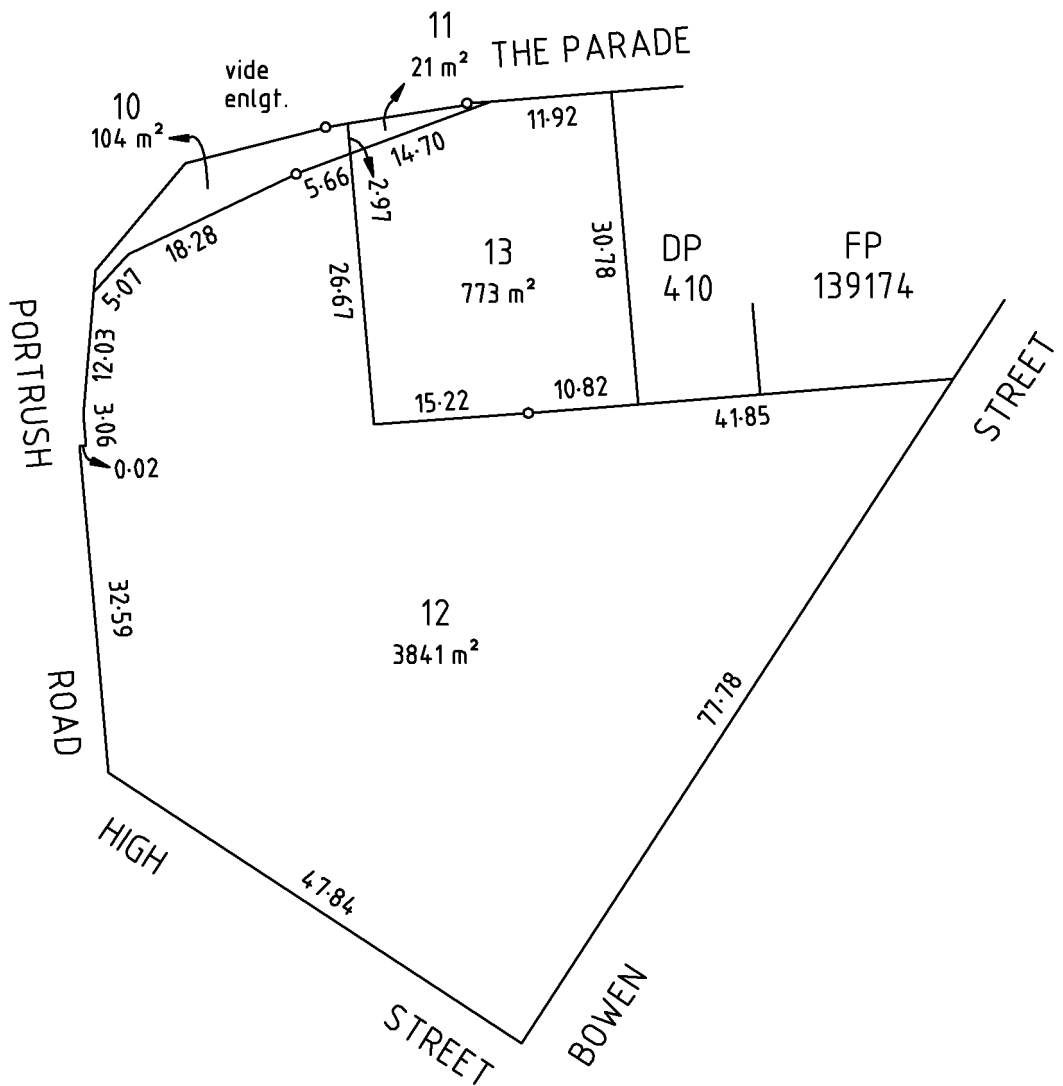 11
21 m²
THE PARADE
vide
enlgt.
10
104 m²
11·92
14·70
5·66
2·97
18·28
5·07
30·78
13
773 m²
DP
410
FP
139174
26·67
PORTRUSH
12·03
3·06
0·02
15·22
10·82
41·85
STREET
32·59
12
3841 m²
ROAD
77·78
HIGH
47·84
STREET
BOWEN